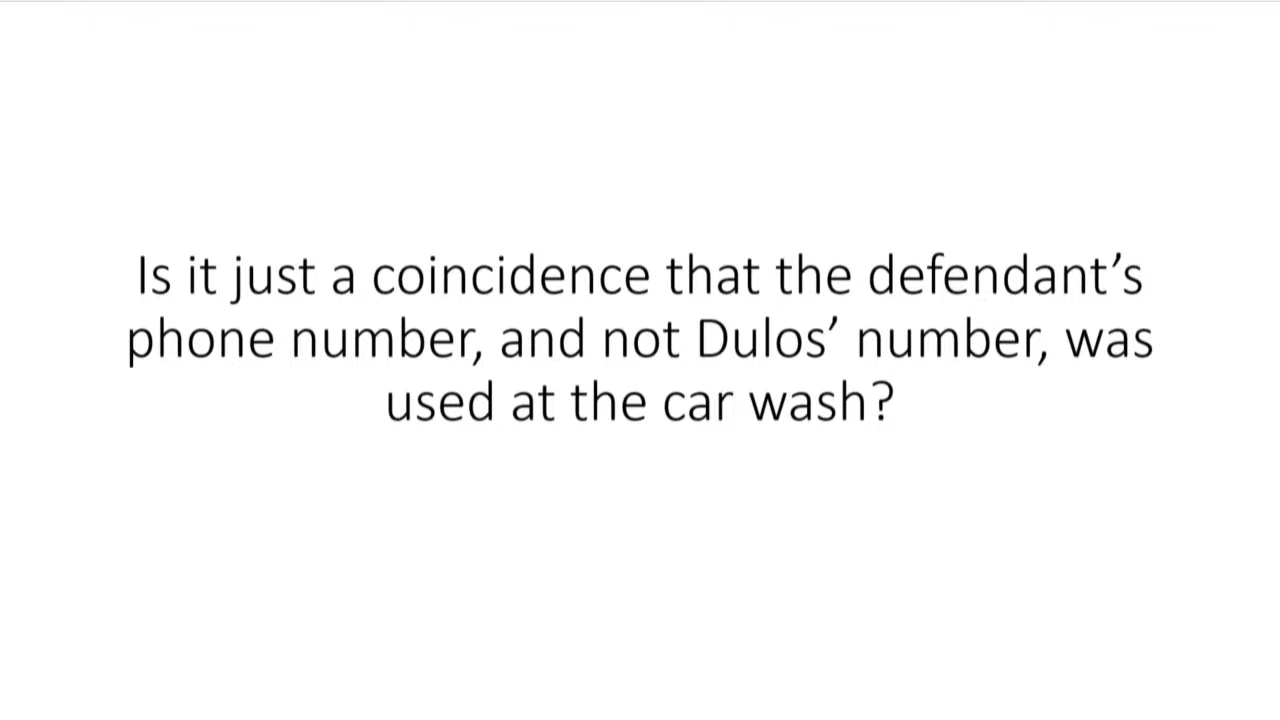 Is it just a coincidence that the defendant’s
phone number, and not Dulos’ number, was
used at the car wash?